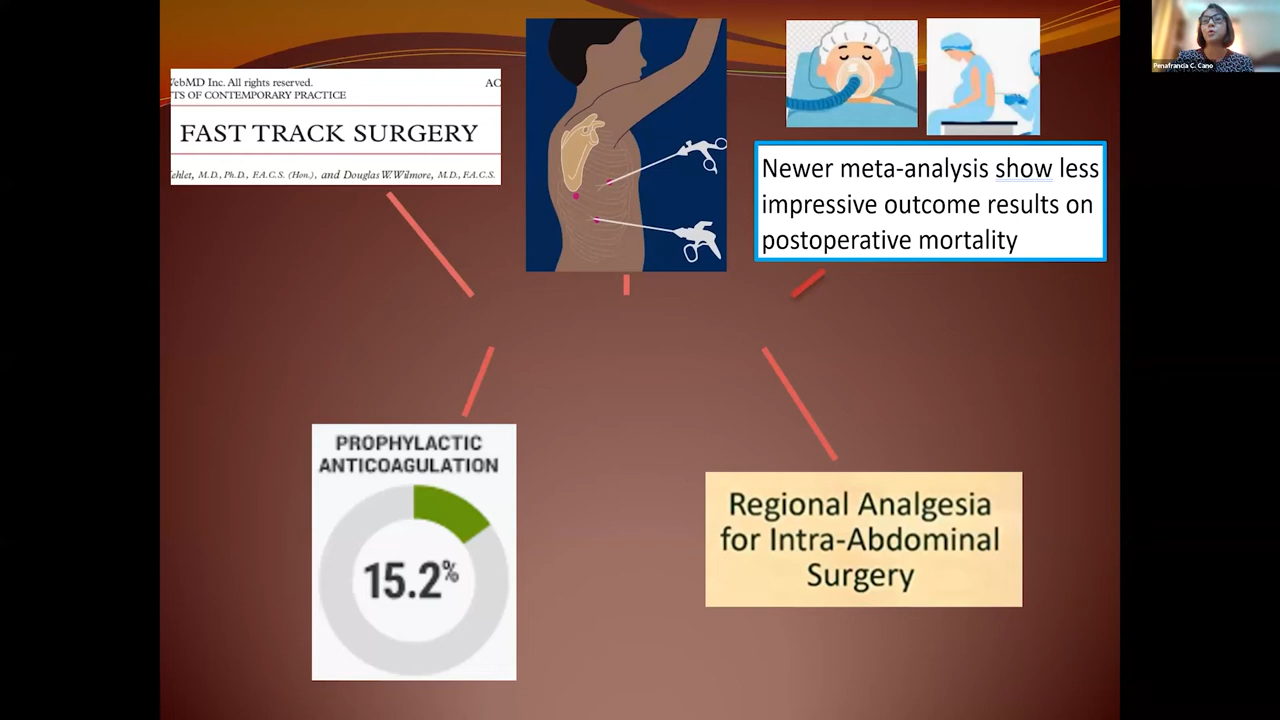 WebMD Inc. All rights reserved.
AC
TS OF CONTEMPORARY PRACTICE
FAST TRACK SURGERY
ehlet, M.D., Ph.D., F.A.C.S. (Hon.), and Douglas W. Wilmore, M.D., F.A.C.S.
Newer meta-analysis show less
impressive outcome results on
postoperative mortality
Penafrancia C. Cano
PROPHYLACTIC
ANTICOAGULATION
15.2%
Regional Analgesia
for Intra-Abdominal
Surgery